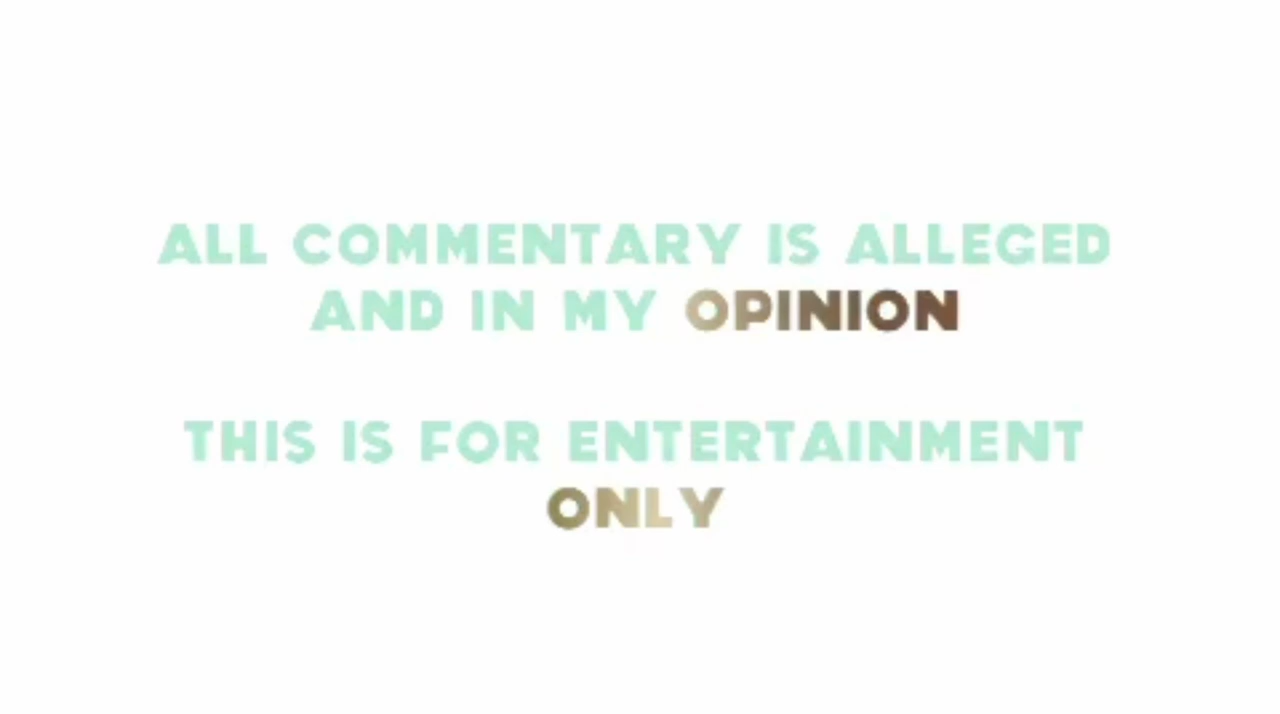 ALL COMMENTARY IS ALLEGED
AND IN MY OPINION
THIS IS FOR ENTERTAINMENT
ONLY